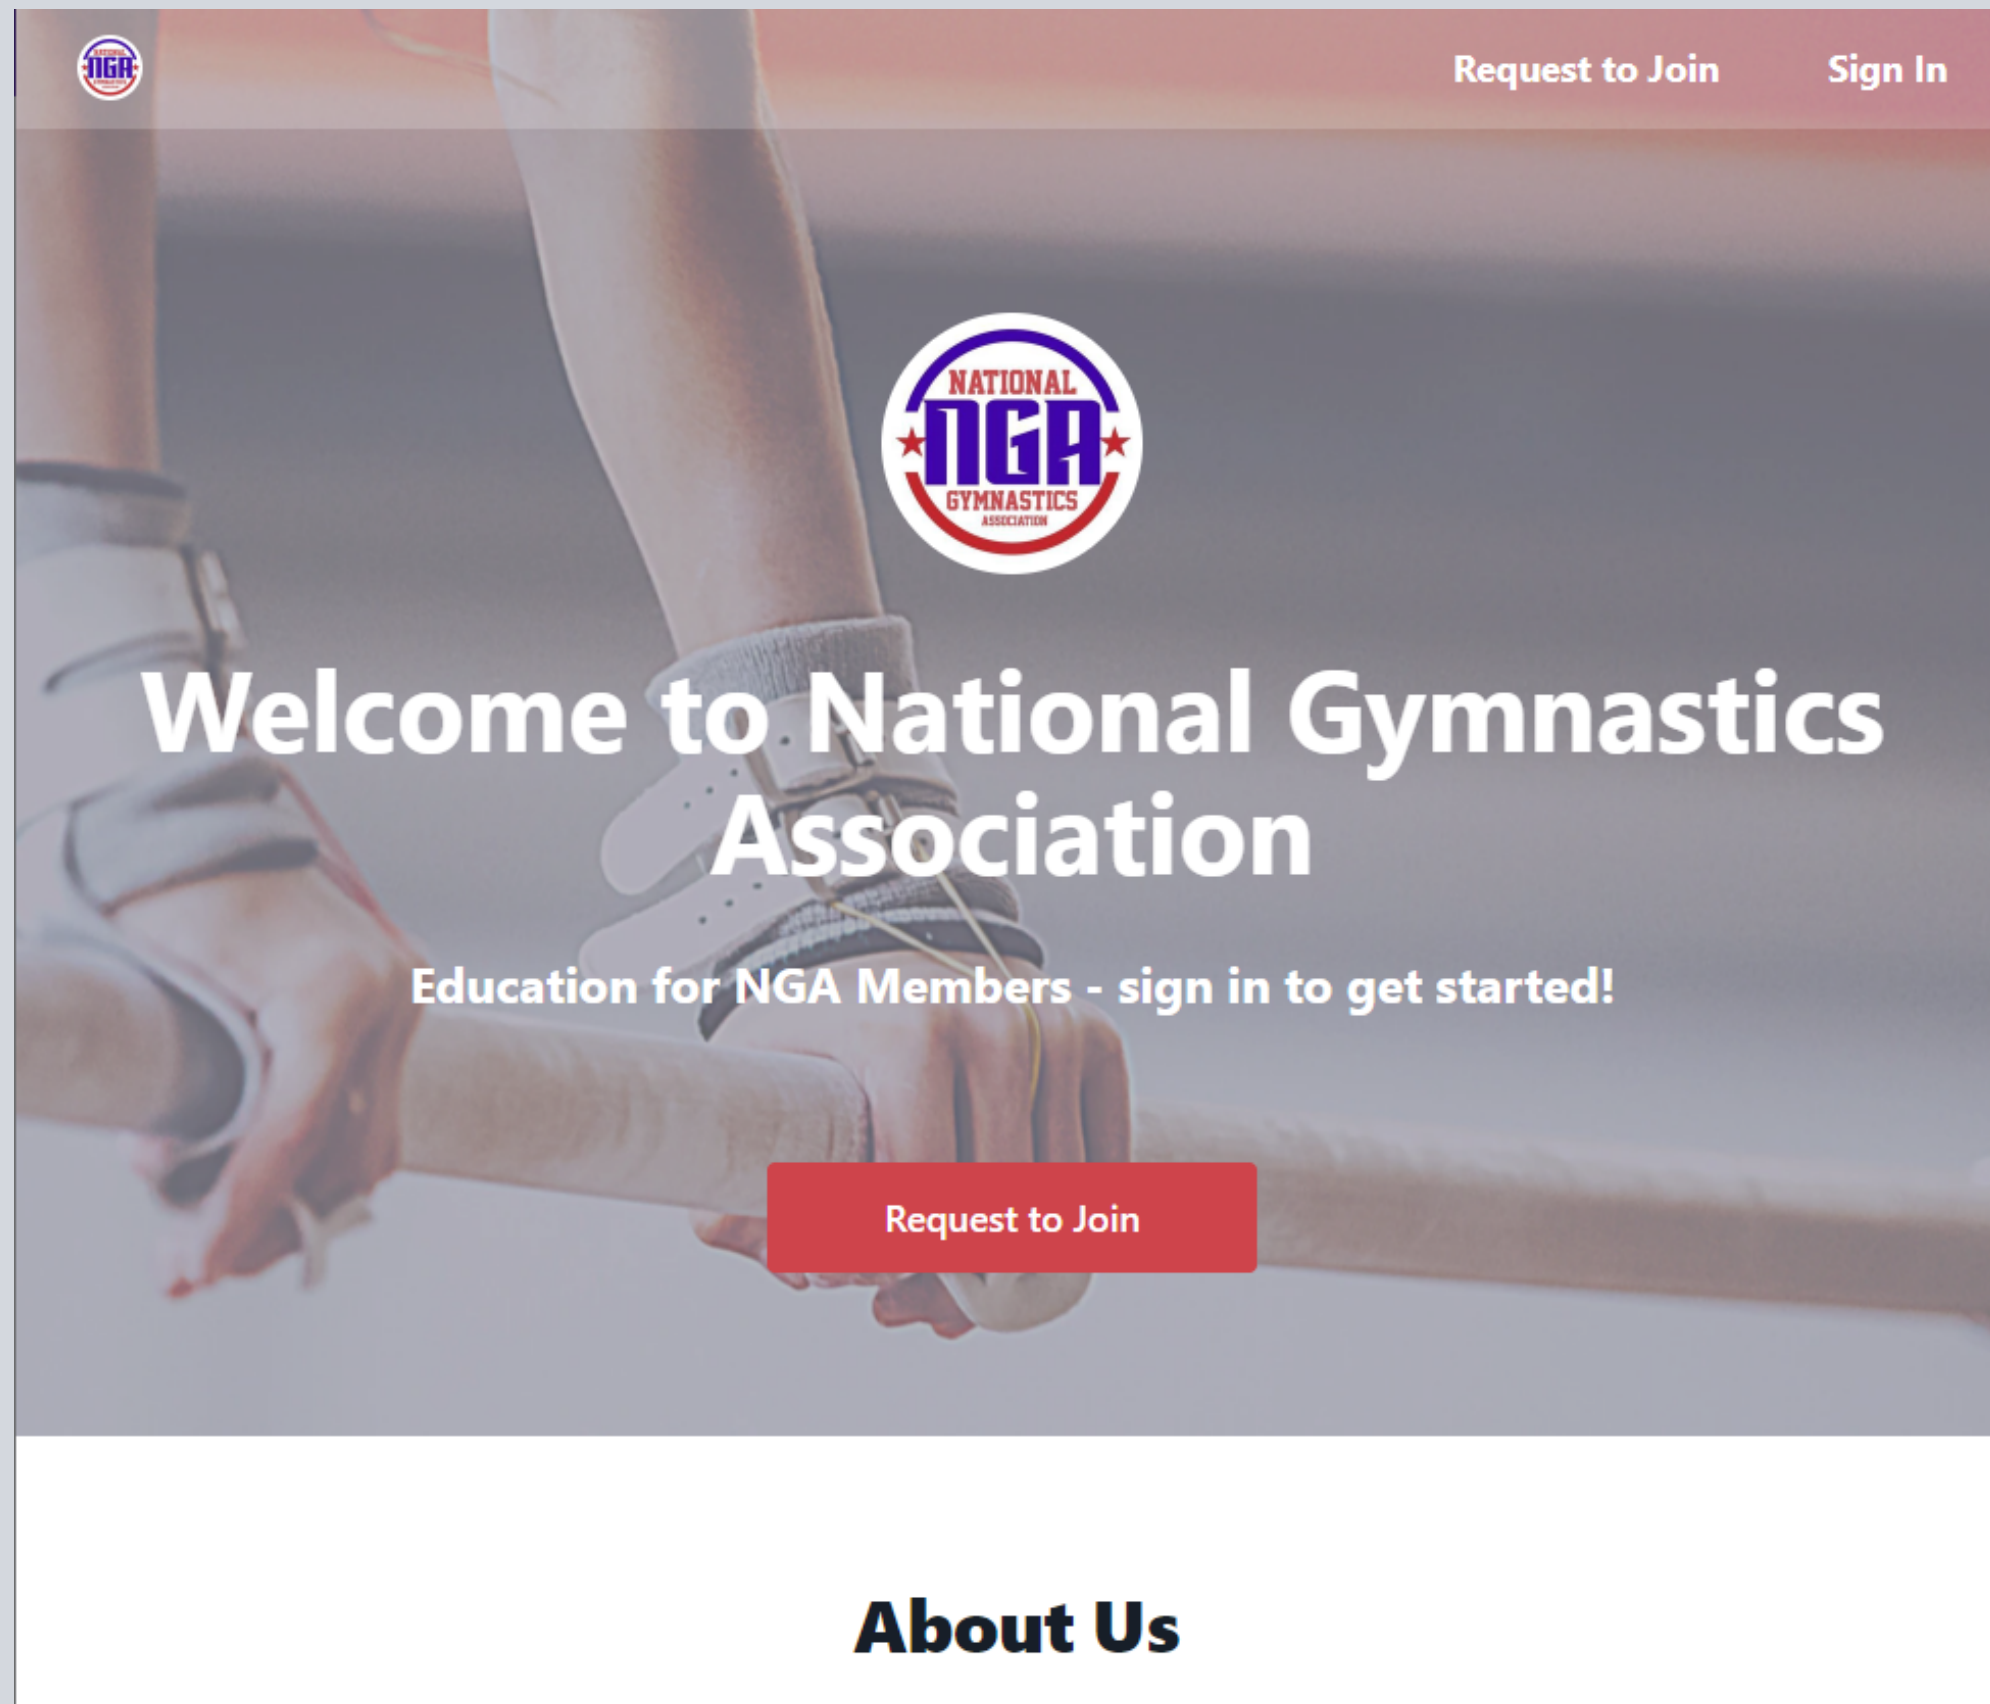 NGA
Request to Join
Sign In
NATIONAL
NGA
GYMNASTICS
ASSOCIATION
Welcome to National Gymnastics
Association
Education for NGA Members - sign in to get started!
Request to Join
About Us